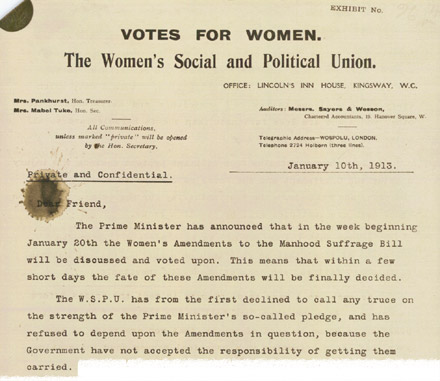 EXHIBIT No.
VOTES FOR WOMEN.
The Women's Social and Political Union.
OFFICE: LINCOLN'S INN HOUSE, KINGSWAY, W.C.
Mrs. Pankhurst, Hon. Treasurer.
Mrs. Mabel Tuke, Hon. Sec.
Auditors: Messrs. Sayers & Weeson,
Chartered Accountants, 19, Hanover Square, W.
All Communications,
unless marked "private" will be opened
by the Hon. Secretary.
Telegraphic Address—WOSPOLU, LONDON.
Telephone 2724 Holborn (three lines).
January 10th, 1913.
Private and Confidential.
Dear Friend,
The Prime Minister has announced that in the week beginning
January 20th the Women's Amendments to the Manhood Suffrage Bill
will be discussed and voted upon. This means that within a few
short days the fate of these Amendments will be finally decided.
The W.S.P.U. has from the first declined to call any truce on
the strength of the Prime Minister's so-called pledge, and has
refused to depend upon the Amendments in question, because the
Government have not accepted the responsibility of getting them
carried.